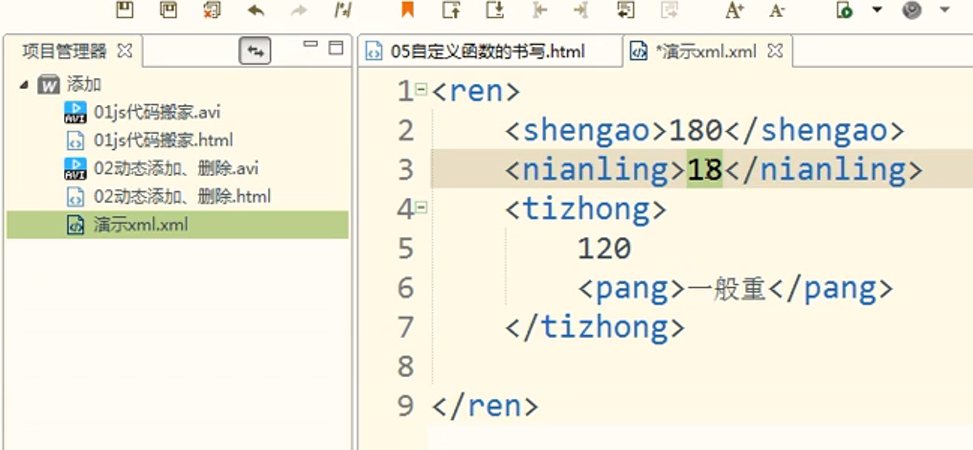 A+ A-
项目管理器
05自定义函数的书写.html *演示xml.xml
W 添加
AVI 01js代码搬家.avi
01js代码搬家.html
AVI 02动态添加、删除.avi
02动态添加、删除.html
演示xml.xml
1 <ren>
2 <shengao>180</shengao>
3 <nianling>18</nianling>
4 <tizhong>
5 120
6 <pang>一般重</pang>
7 </tizhong>
8
9 </ren>